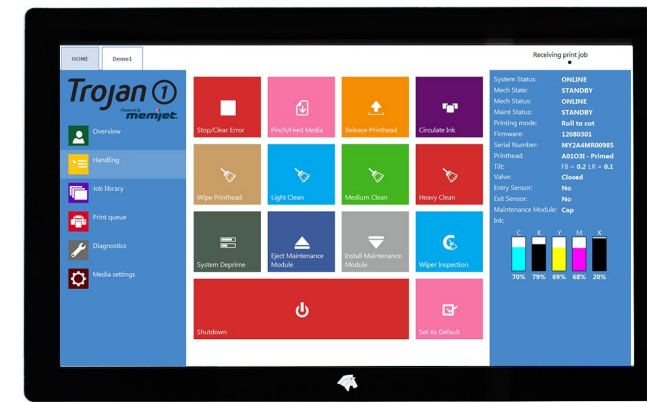 HOME
Demo1
Receiving print job
Trojan 1
Powered by
memjet
Overview
Handling
Job library
Print queue
Diagnostics
Media settings
Stop/Clear Error
Pinch/Feed Media
Release Printhead
Circulate Ink
Wipe Printhead
Light Clean
Medium Clean
Heavy Clean
System Deprime
Eject Maintenance
Module
Install Maintenance
Module
Wiper Inspection
Shutdown
Set As Default
System Status: ONLINE
Mech State: STANDBY
Mech Status: ONLINE
Maint Status: STANDBY
Printing mode: Roll to cut
Firmware: 12080301
Serial Number: MY2A4MR00985
Printhead: A01O3I - Primed
Tilt: FB = 0.2 LR = 0.1
Valve: Closed
Entry Sensor: No
Exit Sensor: No
Maintenance Module: Cap
Ink:
C K Y M K
70% 79% 69% 68% 20%